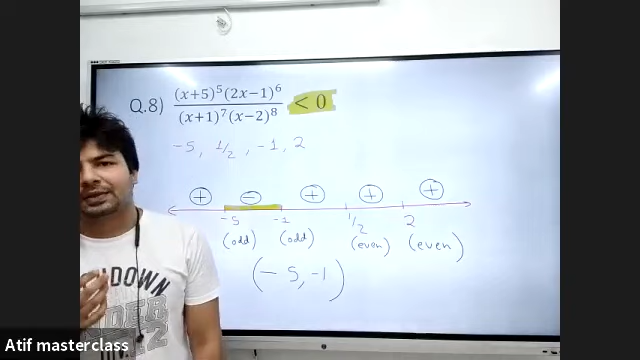 Q.8) (x+5)⁵(2x−1)⁶ / (x+1)⁷(x−2)⁸ < 0
−5, 1/2, −1, 2
+ − + + +
−5 −1 1/2 2
(odd) (odd) (even) (even)
(−5, −1)
Atif masterclass